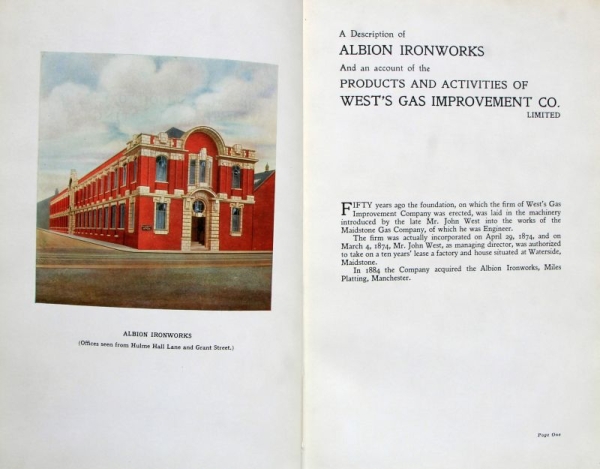 ALBION IRONWORKS
(Offices seen from Hulme Hall Lane and Grant Street.)
A Description of
ALBION IRONWORKS
And an account of the
PRODUCTS AND ACTIVITIES OF
WEST'S GAS IMPROVEMENT CO.
LIMITED
FIFTY years ago the foundation, on which the firm of West's Gas
Improvement Company was erected, was laid in the machinery
introduced by the late Mr. John West into the works of the
Maidstone Gas Company, of which he was Engineer.
The firm was actually incorporated on April 29, 1874, and on
March 4, 1874, Mr. John West, as managing director, was authorized
to take on a ten years' lease a factory and house situated at Waterside,
Maidstone.
In 1884 the Company acquired the Albion Ironworks, Miles
Platting, Manchester.
Page One